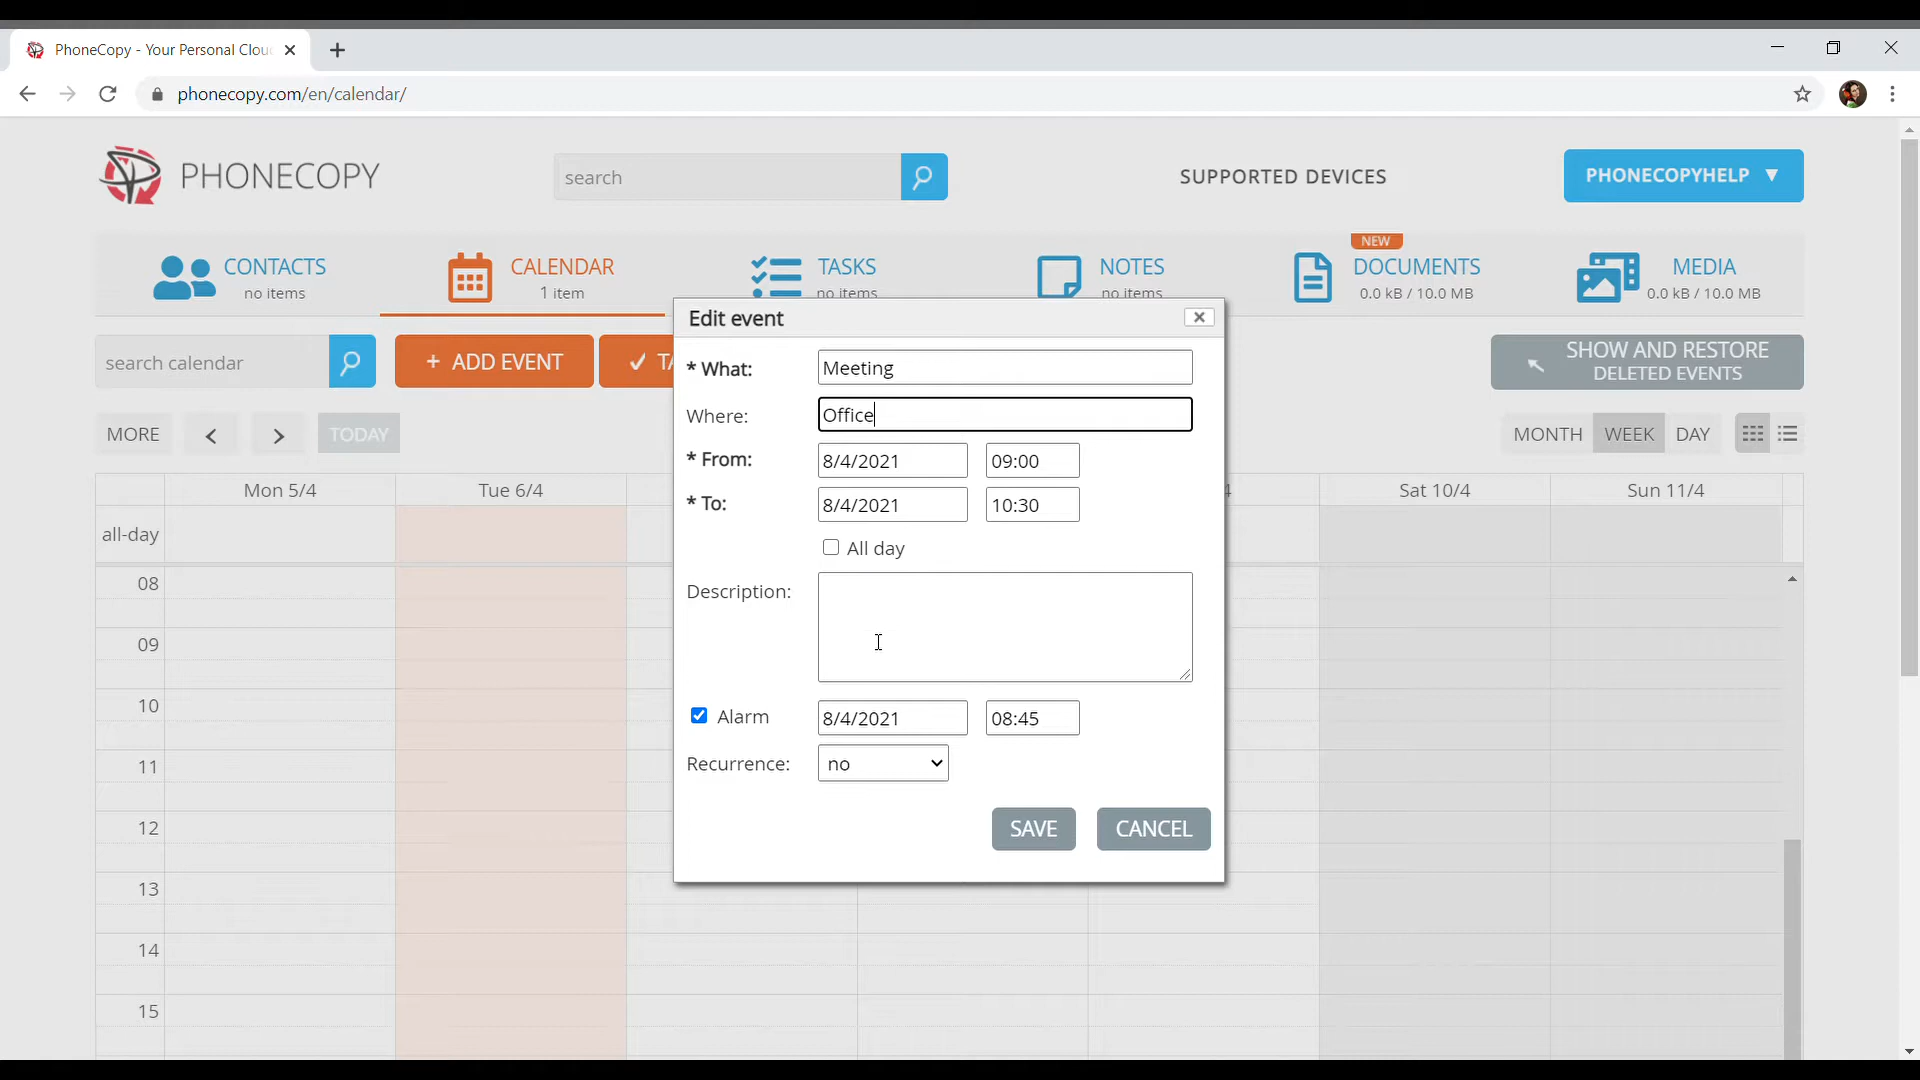 PhoneCopy - Your Personal Clou
phonecopy.com/en/calendar/
PHONECOPY
search
SUPPORTED DEVICES
PHONECOPYHELP ▼
CONTACTS
no items
CALENDAR
1 item
TASKS
no items
NOTES
no items
NEW
DOCUMENTS
0.0 kB / 10.0 MB
MEDIA
0.0 kB / 10.0 MB
search calendar
+ ADD EVENT
✓ TA
SHOW AND RESTORE
DELETED EVENTS
MORE
<
>
TODAY
MONTH
WEEK
DAY
Mon 5/4
Tue 6/4
4
Sat 10/4
Sun 11/4
all-day
08
09
10
11
12
13
14
15
Edit event
* What:
Meeting
Where:
Office
* From:
8/4/2021
09:00
* To:
8/4/2021
10:30
All day
Description:
Alarm
8/4/2021
08:45
Recurrence:
no
SAVE
CANCEL